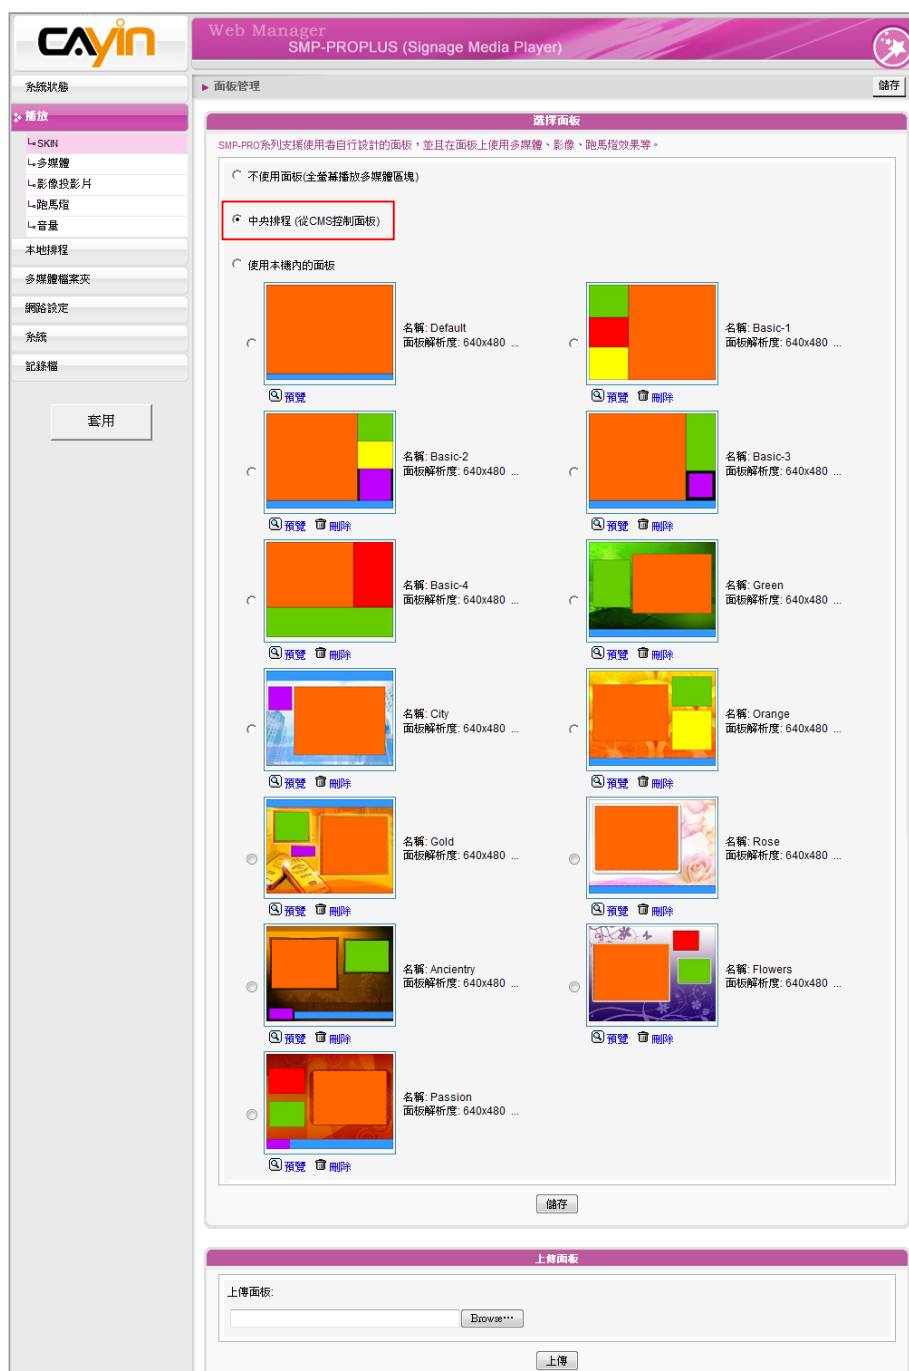 CAyin
Web Manager
SMP-PROPLUS (Signage Media Player)
系統狀態
播放
SKIN
多媒體
影像投影片
跑馬燈
音量
本地排程
多媒體檔案夾
網路設定
系統
記錄檔
套用
面板管理
儲存
選擇面板
SMP-PRO系列支援使用者自行設計的面板，並且在面板上使用多媒體、影像、跑馬燈效果等。
不使用面板(全螢幕播放多媒體區塊)
中央排程 (從CMS控制面板)
使用本機內的面板
名稱: Default
面板解析度: 640x480 ...
預覽
名稱: Basic-1
面板解析度: 640x480 ...
預覽 刪除
名稱: Basic-2
面板解析度: 640x480 ...
預覽 刪除
名稱: Basic-3
面板解析度: 640x480 ...
預覽 刪除
名稱: Basic-4
面板解析度: 640x480 ...
預覽 刪除
名稱: Green
面板解析度: 640x480 ...
預覽 刪除
名稱: City
面板解析度: 640x480 ...
預覽 刪除
名稱: Orange
面板解析度: 640x480 ...
預覽 刪除
名稱: Gold
面板解析度: 640x480 ...
預覽 刪除
名稱: Rose
面板解析度: 640x480 ...
預覽 刪除
名稱: Ancientry
面板解析度: 640x480 ...
預覽 刪除
名稱: Flowers
面板解析度: 640x480 ...
預覽 刪除
名稱: Passion
面板解析度: 640x480 ...
預覽 刪除
儲存
上傳面板
上傳面板:
Browse…
上傳